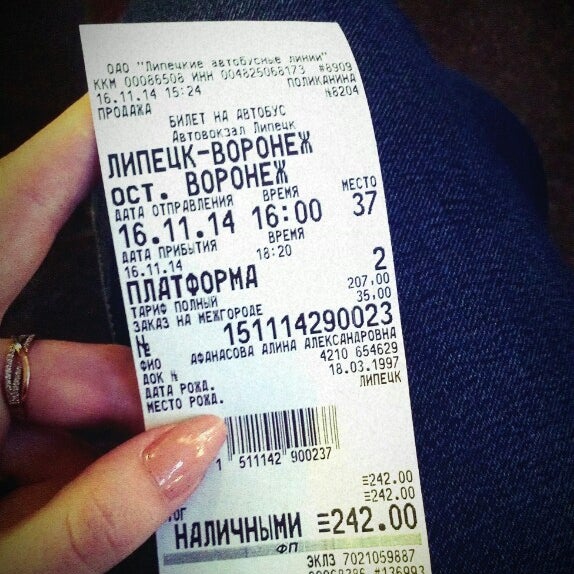 ОАО "Липецкие автобусные линии"
ККМ 00086508 ИНН 004825068173 #8909
16.11.14 15:24 ПОЛИКАНИНА
ПРОДАЖА №8204
БИЛЕТ НА АВТОБУС
Автовокзал Липецк
ЛИПЕЦК-ВОРОНЕЖ
ОСТ. ВОРОНЕЖ
ДАТА ОТПРАВЛЕНИЯ ВРЕМЯ МЕСТО
16.11.14 16:00 37
ДАТА ПРИБЫТИЯ ВРЕМЯ
16.11.14 18:20
ПЛАТФОРМА 2
ТАРИФ ПОЛНЫЙ 207.00
ЗАКАЗ НА МЕЖГОРОДЕ 35.00
№ 151114290023
ФИО АФАНАСОВА АЛИНА АЛЕКСАНДРОВНА
ДОК № 4210 654629
ДАТА РОЖД. 18.03.1997
МЕСТО РОЖД. ЛИПЕЦК
1 511142 900237
≡242.00
≡242.00
НАЛИЧНЫМИ ≡242.00
ФП
ЭКЛЗ 7021059887